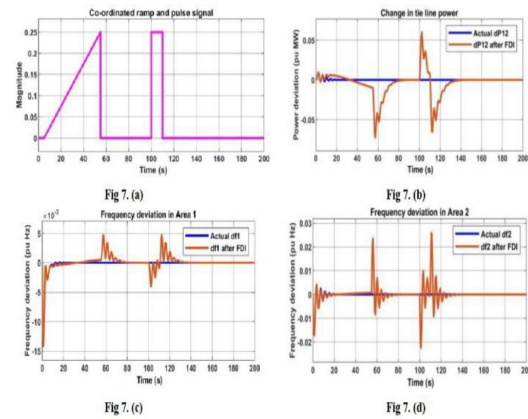 Co-ordinated ramp and pulse signal
Magnitude
0.25
0.2
0.15
0.1
0.05
0
0 20 40 60 80 100 120 140 160 180 200
Time (s)
Fig 7. (a)
Change in tie line power
Actual dP12
dP12 after FDI
Power deviation (pu MW)
0.05
0
-0.05
0 20 40 60 80 100 120 140 160 180 200
Time (s)
Fig 7. (b)
Frequency deviation in Area 1
×10-3
Actual df1
df1 after FDI
Frequency deviation (pu Hz)
5
0
-5
-10
-15
0 20 40 60 80 100 120 140 160 180 200
Time (s)
Fig 7. (c)
Frequency deviation in Area 2
Actual df2
df2 after FDI
Frequency deviation (pu Hz)
0.03
0.02
0.01
0
-0.01
-0.02
0 20 40 60 80 100 120 140 160 180 200
Time (s)
Fig 7. (d)